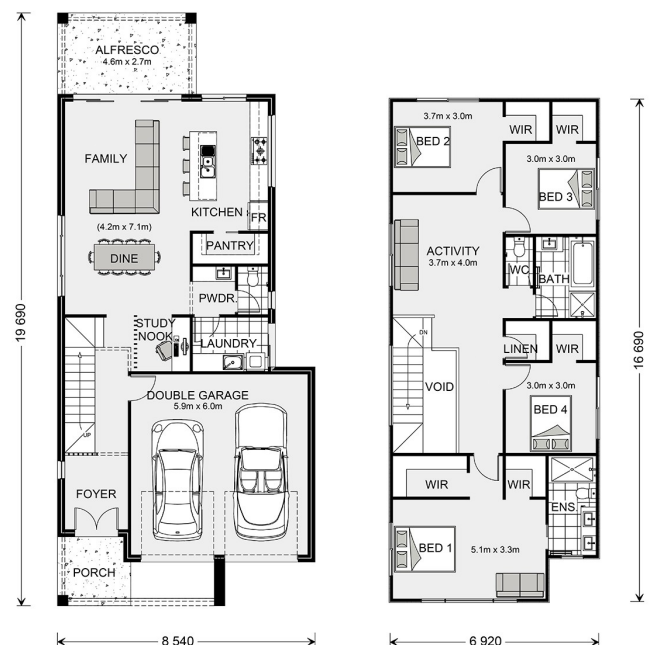 ALFRESCO
4.6m x 2.7m
FAMILY
KITCHEN
FR
(4.2m x 7.1m)
PANTRY
DINE
PWDR.
STUDY
NOOK
LAUNDRY
DOUBLE GARAGE
5.9m x 6.0m
UP
FOYER
PORCH
19 690
8 540
3.7m x 3.0m
WIR
WIR
BED 2
3.0m x 3.0m
BED 3
ACTIVITY
3.7m x 4.0m
WC
BATH
DN
LINEN
WIR
VOID
3.0m x 3.0m
BED 4
WIR
WIR
ENS.
BED 1
5.1m x 3.3m
16 690
6 920